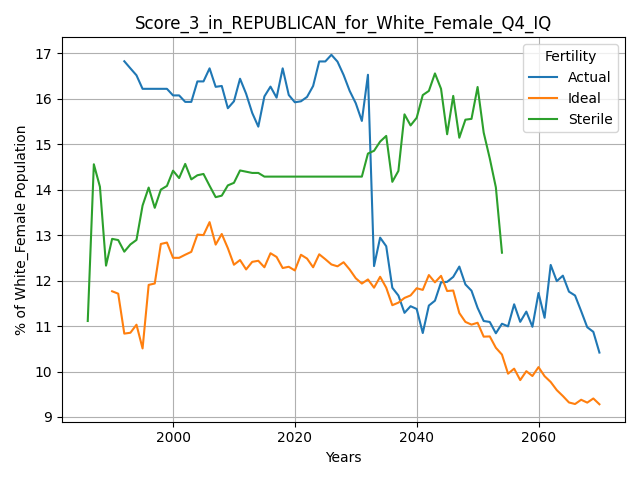 Score_3_in_REPUBLICAN_for_White_Female_Q4_IQ
17
16
15
14
13
12
11
10
9
% of White_Female Population
Fertility
Actual
Ideal
Sterile
2000
2020
2040
2060
Years